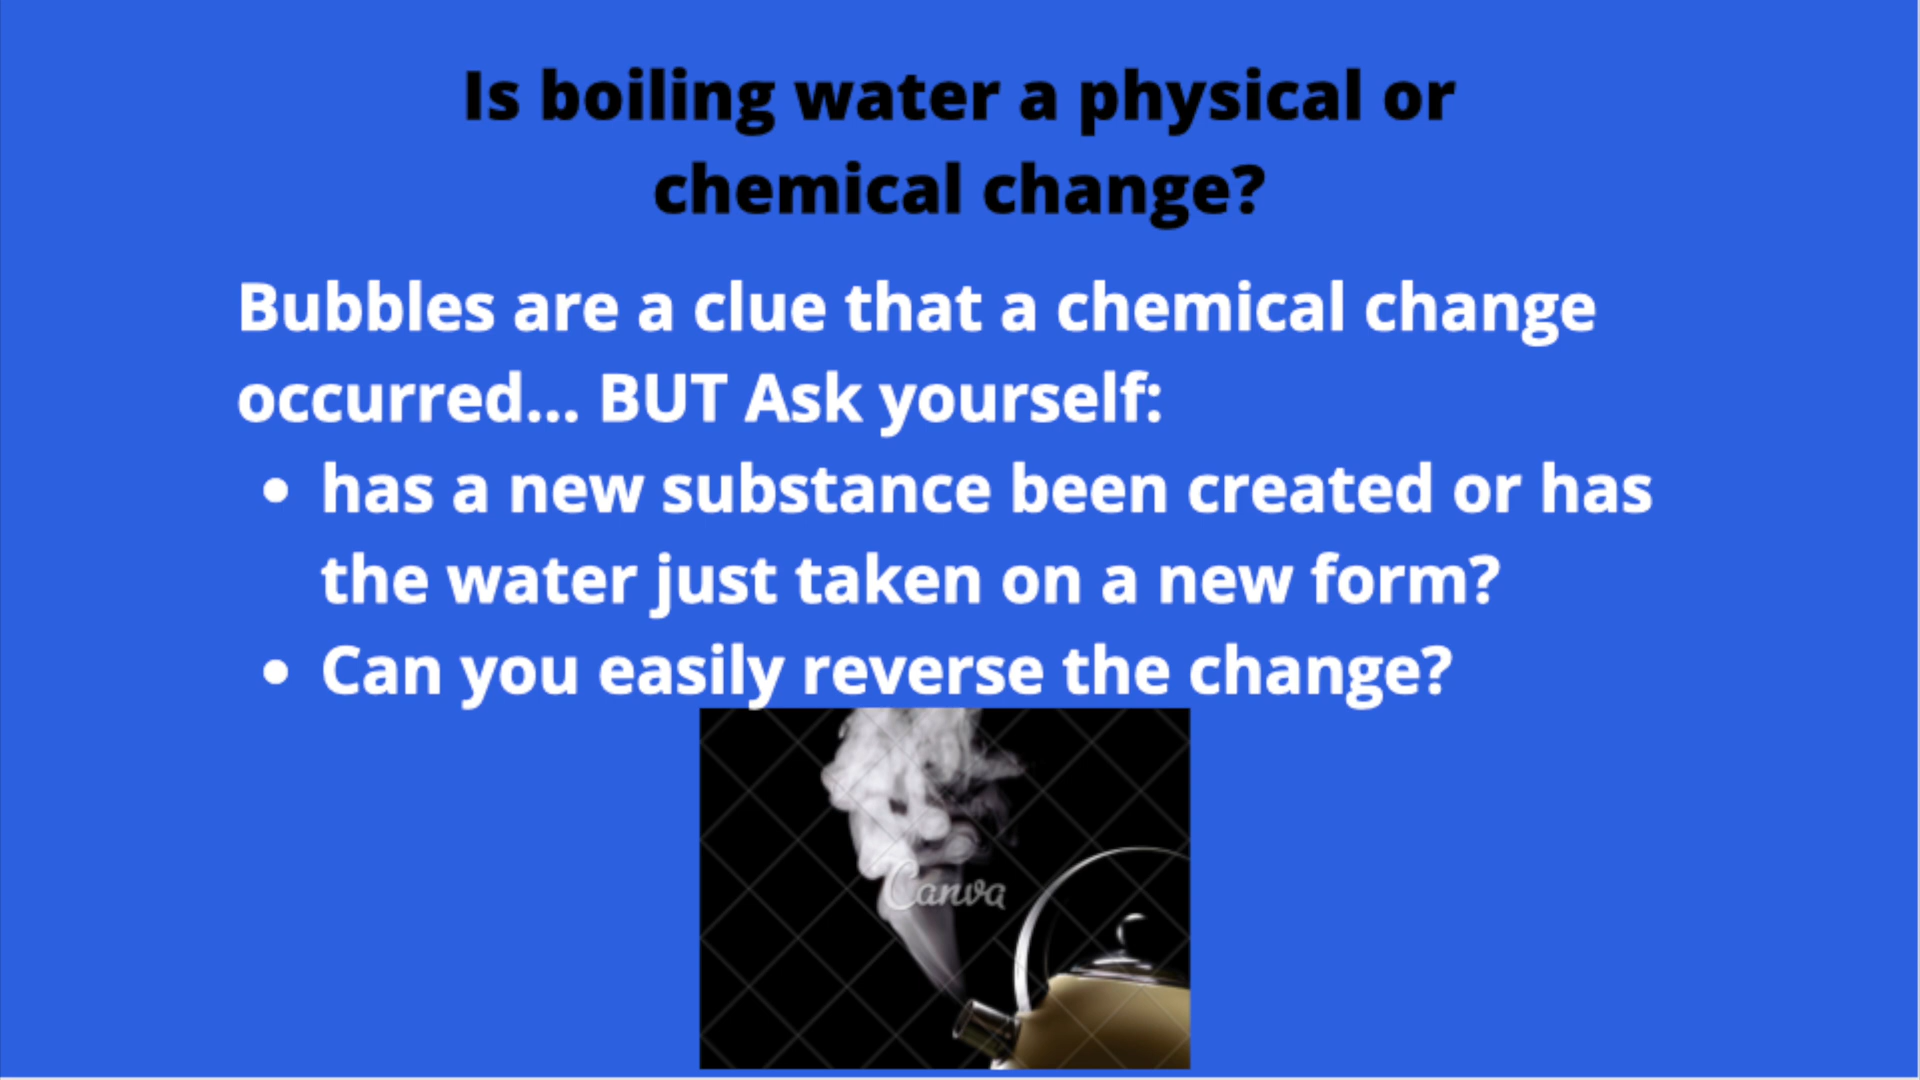 Is boiling water a physical or
chemical change?
Bubbles are a clue that a chemical change
occurred... BUT Ask yourself:
• has a new substance been created or has
the water just taken on a new form?
• Can you easily reverse the change?
Canva